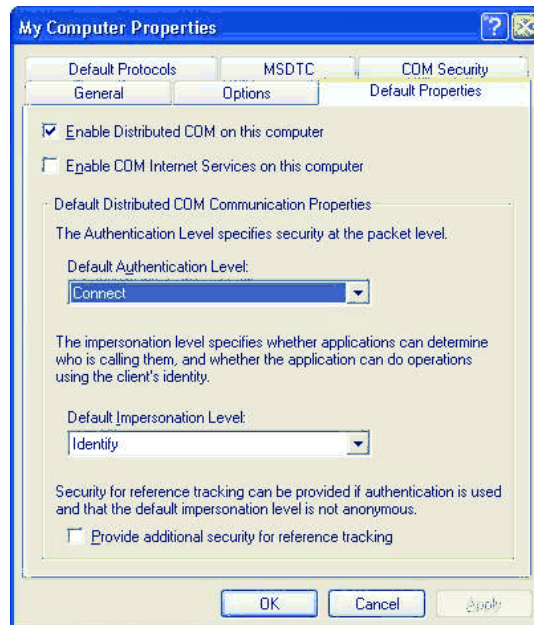 My Computer Properties
Default Protocols MSDTC COM Security
General Options Default Properties
Enable Distributed COM on this computer
Enable COM Internet Services on this computer
Default Distributed COM Communication Properties
The Authentication Level specifies security at the packet level.
Default Authentication Level:
Connect
The impersonation level specifies whether applications can determine
who is calling them, and whether the application can do operations
using the client's identity.
Default Impersonation Level:
Identify
Security for reference tracking can be provided if authentication is used
and that the default impersonation level is not anonymous.
Provide additional security for reference tracking
OK Cancel Apply